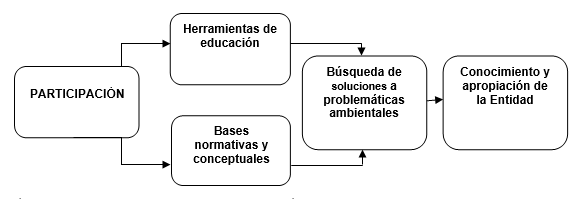 PARTICIPACIÓN
Herramientas de
educación
Bases
normativas y
conceptuales
Búsqueda de
soluciones a
problemáticas
ambientales
Conocimiento y
apropiación de
la Entidad